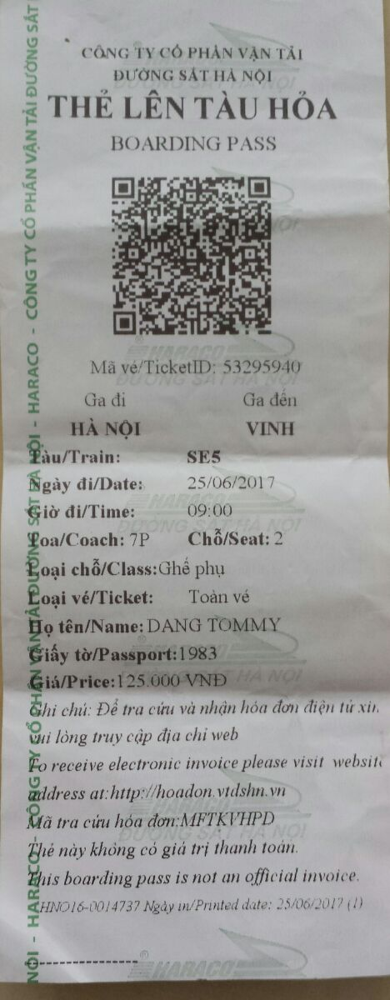 CÔNG TY CỔ PHẦN VẬN TẢI
ĐƯỜNG SẮT HÀ NỘI
THẺ LÊN TÀU HỎA
BOARDING PASS
Mã vé/TicketID: 53295940
Ga đi Ga đến
HÀ NỘI VINH
Tàu/Train: SE5
Ngày đi/Date: 25/06/2017
Giờ đi/Time: 09:00
Toa/Coach: 7P Chỗ/Seat: 2
Loại chỗ/Class:Ghế phụ
Loại vé/Ticket: Toàn vé
Họ tên/Name: DANG TOMMY
Giấy tờ/Passport:1983
Giá/Price:125.000 VNĐ
Ghi chú: Để tra cứu và nhận hóa đơn điện tử xin
vui lòng truy cập địa chỉ web
To receive electronic invoice please visit website
address at:http://hoadon.vtdshn.vn
Mã tra cứu hóa đơn:MFTKVHPD
Thẻ này không có giá trị thanh toán.
This boarding pass is not an official invoice.
HNO16-0014737 Ngày in/Printed date: 25/06/2017 (1)
NỘI - HARACO - CÔNG TY CỔ PHẦN VẬN TẢI ĐƯỜNG SẮT HÀ NỘI - HARACO - CÔNG TY CỔ PHẦN VẬN TẢI ĐƯỜNG SẮT
HARACO
ĐƯỜNG SẮT HÀ NỘI